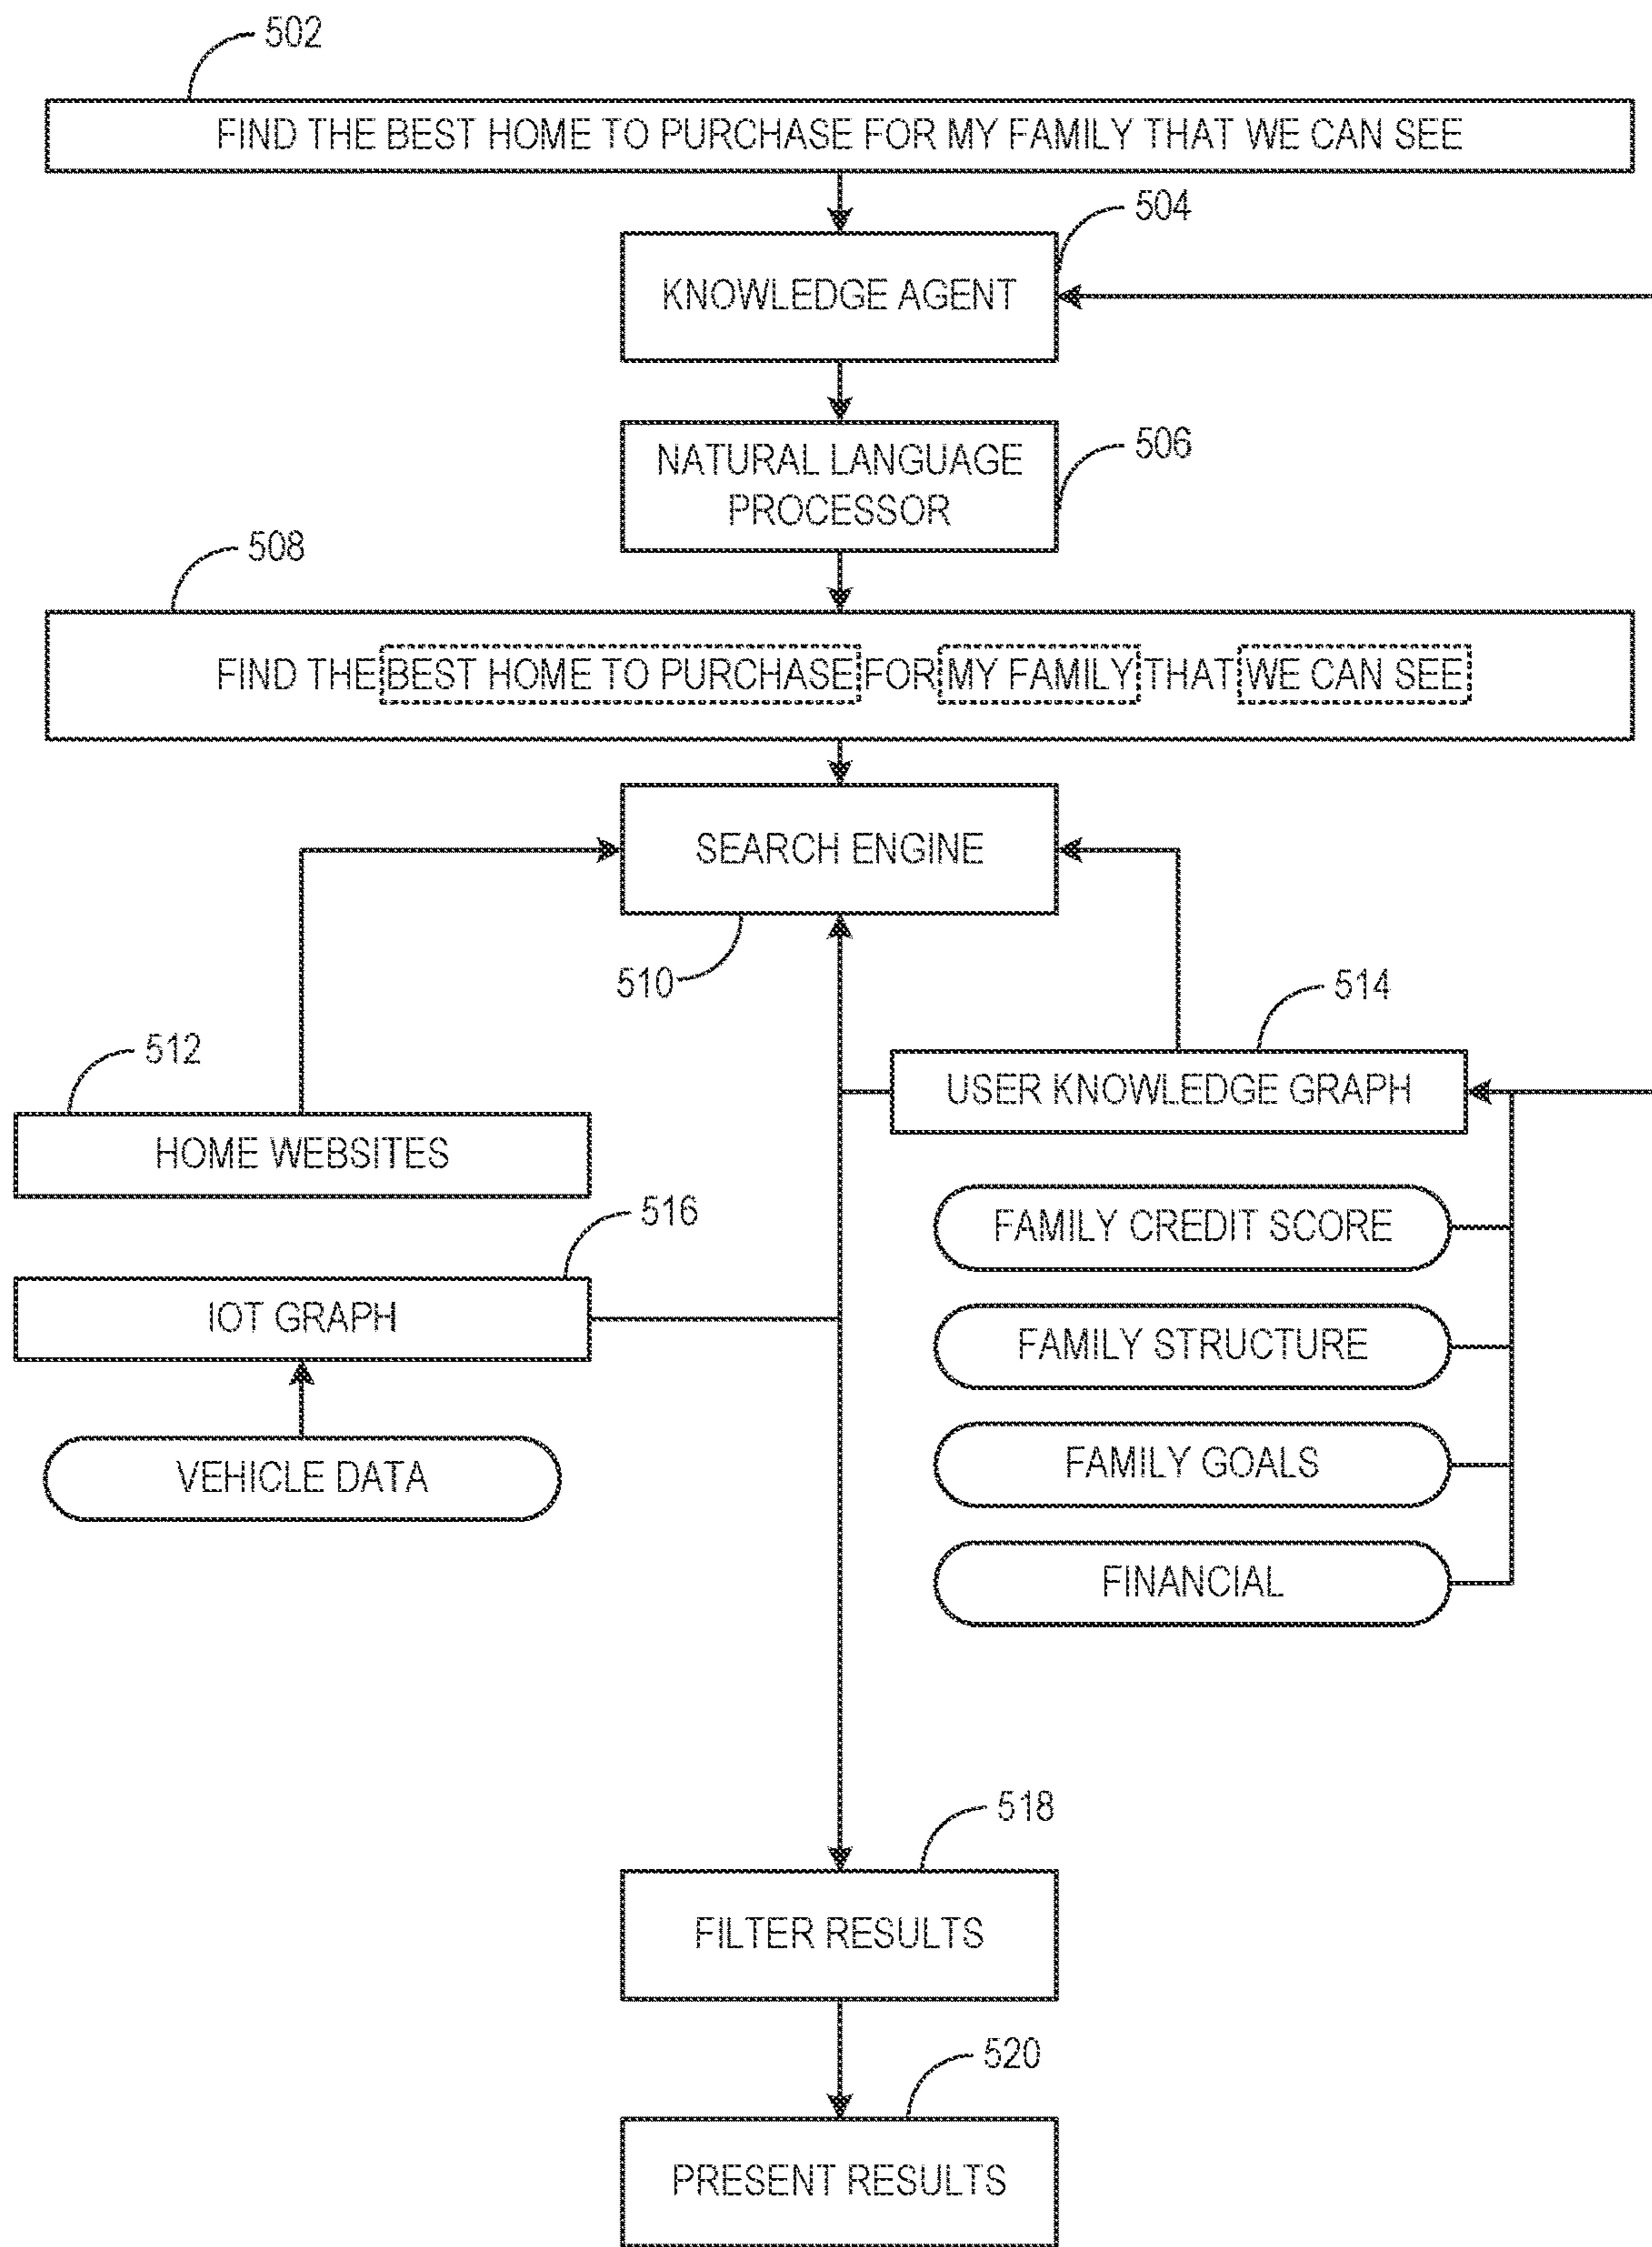 502
FIND THE BEST HOME TO PURCHASE FOR MY FAMILY THAT WE CAN SEE
504
KNOWLEDGE AGENT
506
NATURAL LANGUAGE
PROCESSOR
508
FIND THE BEST HOME TO PURCHASE FOR MY FAMILY THAT WE CAN SEE
SEARCH ENGINE
510
514
512
USER KNOWLEDGE GRAPH
HOME WEBSITES
516
FAMILY CREDIT SCORE
IOT GRAPH
FAMILY STRUCTURE
VEHICLE DATA
FAMILY GOALS
FINANCIAL
518
FILTER RESULTS
520
PRESENT RESULTS